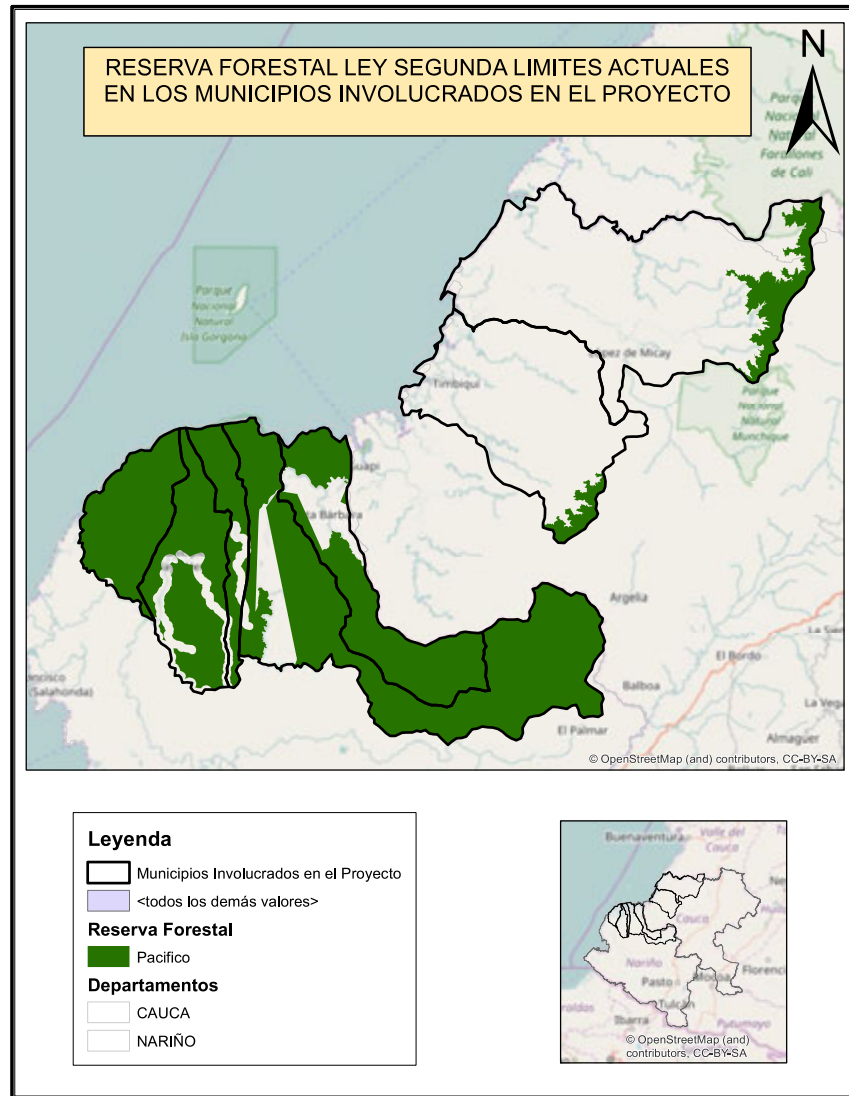 RESERVA FORESTAL LEY SEGUNDA LIMITES ACTUALES
EN LOS MUNICIPIOS INVOLUCRADOS EN EL PROYECTO
N
Nacional
Natural
Farallones
de Cali
Parque
Nacional
Natural
Isla Gorgona
Timbiquí
de Micay
Parque
Nacional
Natural
Munchique
Bárbara
Argelia
El Bordo
Balboa
La Vega
El Palmar
Almaguer
(Salahonda)
© OpenStreetMap (and) contributors, CC-BY-SA
Leyenda
Municipios Involucrados en el Proyecto
<todos los demás valores>
Reserva Forestal
Pacifico
Departamentos
CAUCA
NARIÑO
Buenaventura
Valle del
Cauca
Cauca
Nariño
Pasto
Mocoa
Florenci
Tulcán
Ibarra
Putumayo
© OpenStreetMap (and)
contributors, CC-BY-SA